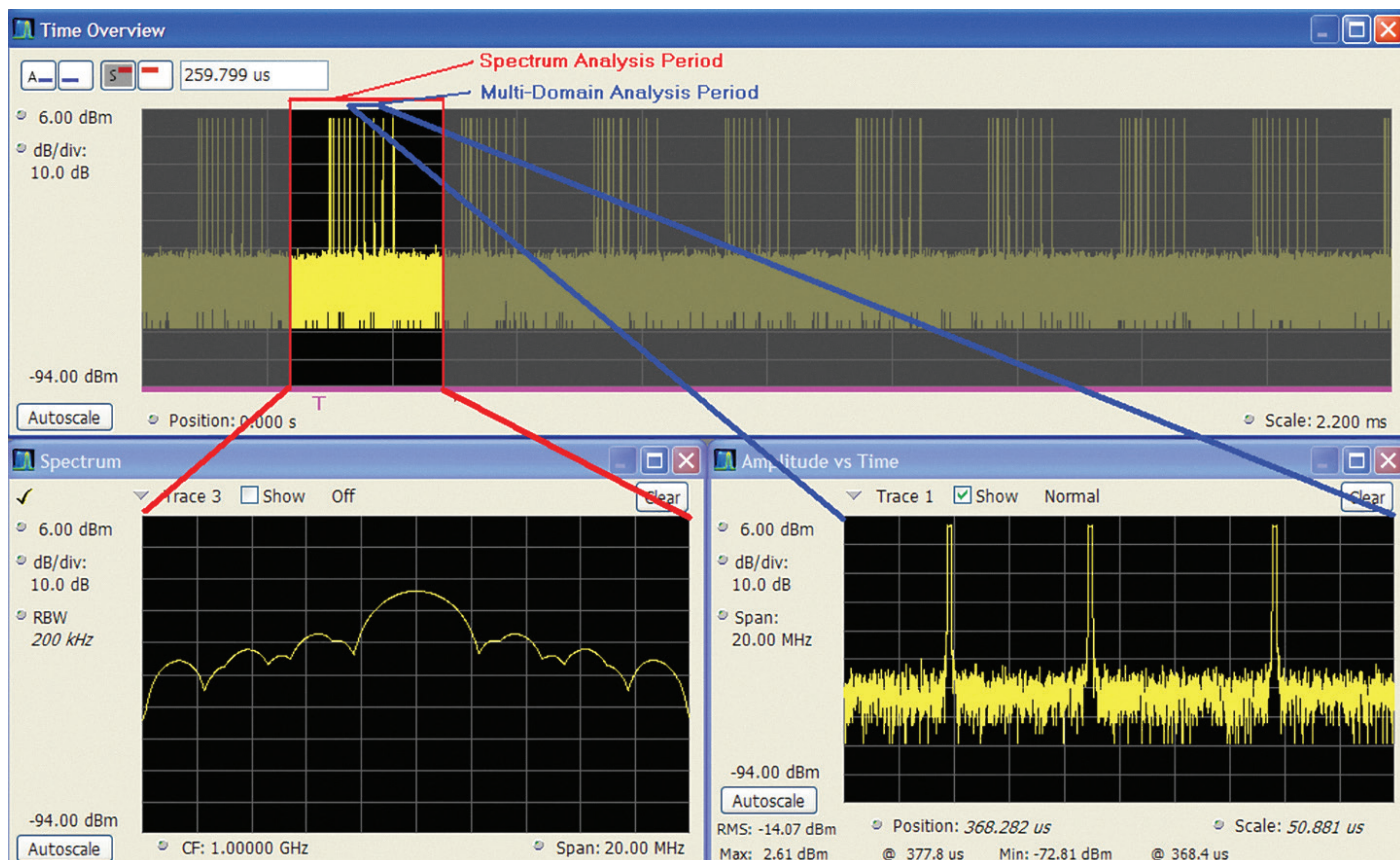 Time Overview
A
S
259.799 us
Spectrum Analysis Period
Multi-Domain Analysis Period
6.00 dBm
dB/div:
10.0 dB
-94.00 dBm
T
Autoscale
Position: 0.000 s
Scale: 2.200 ms
Spectrum
Trace 3
Show
Off
Clear
6.00 dBm
dB/div:
10.0 dB
RBW
200 kHz
-94.00 dBm
Autoscale
CF: 1.00000 GHz
Span: 20.00 MHz
Amplitude vs Time
Trace 1
Show
Normal
Clear
6.00 dBm
dB/div:
10.0 dB
Span:
20.00 MHz
-94.00 dBm
Autoscale
Position: 368.282 us
Scale: 50.881 us
RMS: -14.07 dBm
Max: 2.61 dBm
@ 377.8 us
Min: -72.81 dBm
@ 368.4 us